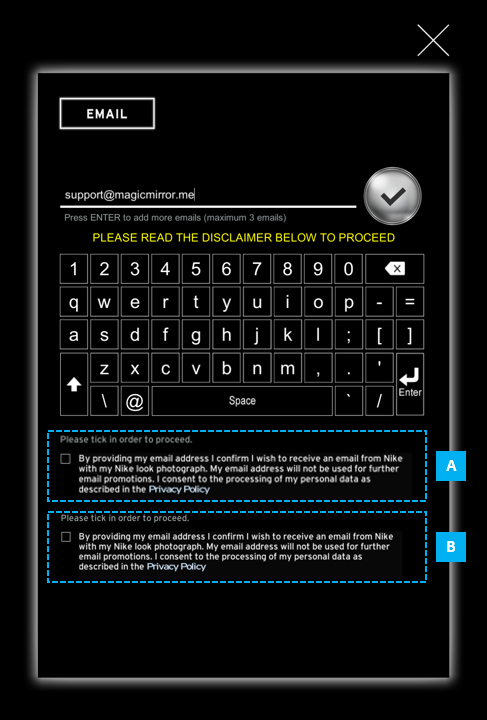 EMAIL
support@magicmirror.me
Press ENTER to add more emails (maximum 3 emails)
PLEASE READ THE DISCLAIMER BELOW TO PROCEED
1 2 3 4 5 6 7 8 9 0
q w e r t y u i o p - =
a s d f g h j k l ; [ ]
z x c v b n m , . '
Enter
\ @ Space ` /
Please tick in order to proceed.
By providing my email address I confirm I wish to receive an email from Nike
with my Nike look photograph. My email address will not be used for further
email promotions. I consent to the processing of my personal data as
described in the Privacy Policy
A
Please tick in order to proceed.
By providing my email address I confirm I wish to receive an email from Nike
with my Nike look photograph. My email address will not be used for further
email promotions. I consent to the processing of my personal data as
described in the Privacy Policy
B